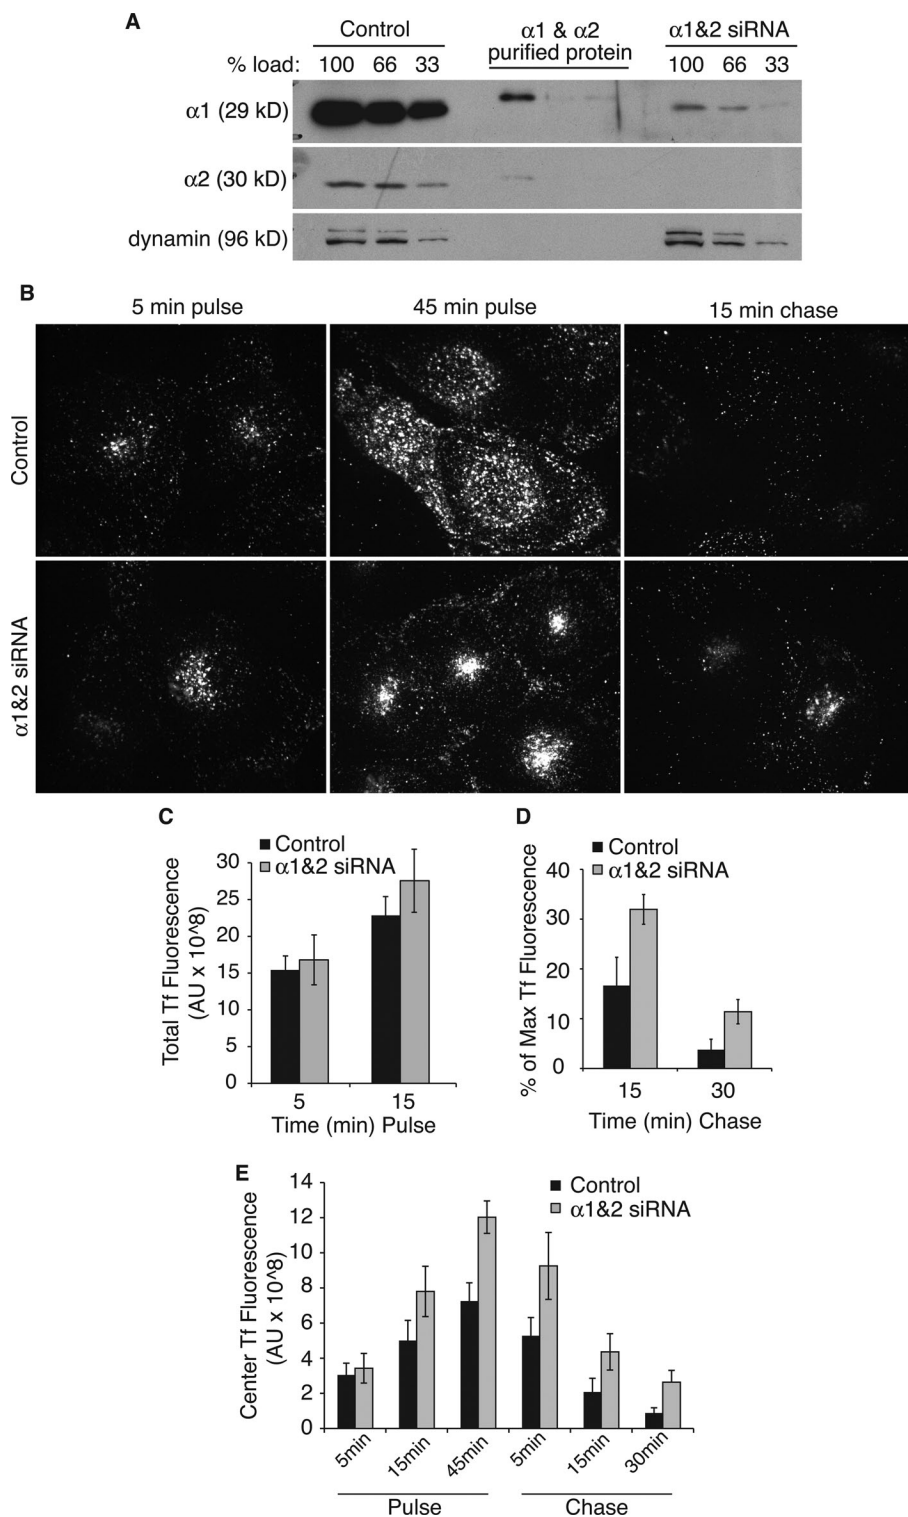 A
Control
α1 & α2
purified protein
α1&2 siRNA
% load: 100 66 33 100 66 33
α1 (29 kD)
α2 (30 kD)
dynamin (96 kD)
B
5 min pulse 45 min pulse 15 min chase
Control
α1&2 siRNA
C
Control
α1&2 siRNA
Total Tf Fluorescence
(AU x 10^8)
30
25
20
15
10
5
0
5 15
Time (min) Pulse
D
Control
α1&2 siRNA
% of Max Tf Fluorescence
40
30
20
10
0
15 30
Time (min) Chase
E
Control
α1&2 siRNA
Center Tf Fluorescence
(AU x 10^8)
14
12
10
8
6
4
2
0
5min 15min 45min 5min 15min 30min
Pulse Chase